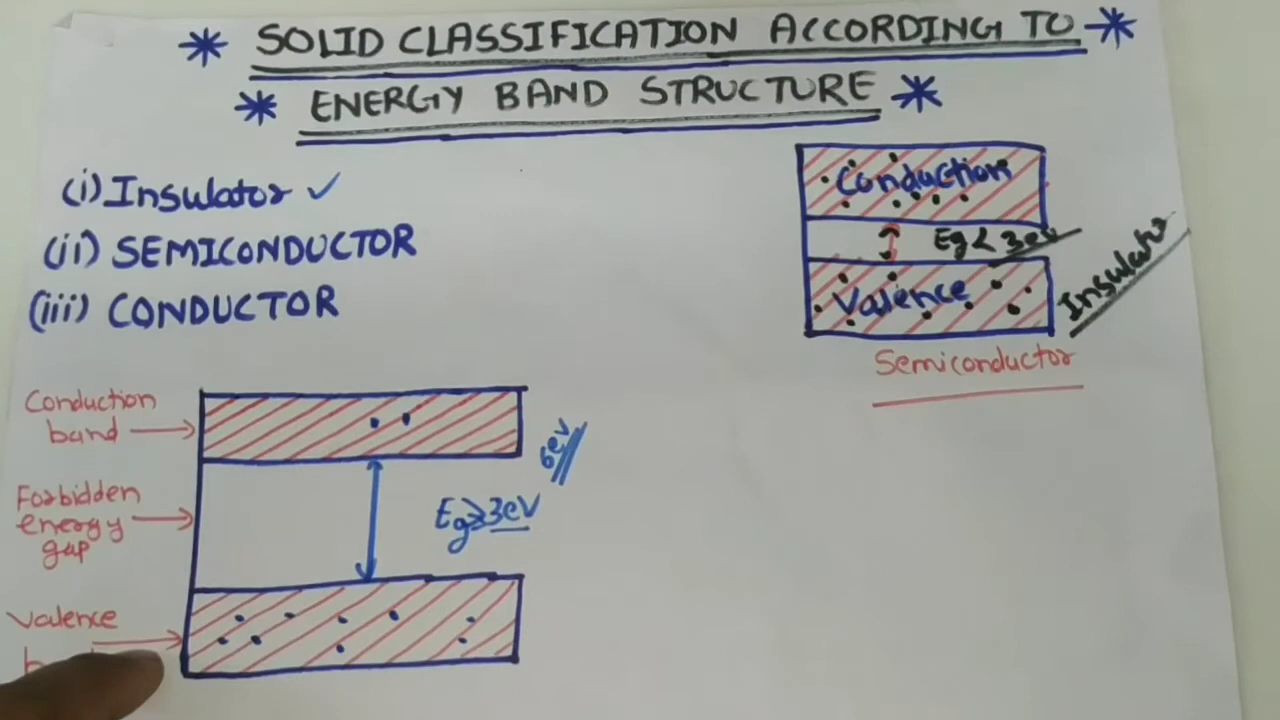 * SOLID CLASSIFICATION ACCORDING TO *
* ENERGY BAND STRUCTURE *
(i) Insulator ✓
(ii) SEMICONDUCTOR
(iii) CONDUCTOR
Conduction
Eg < 3ev
Valence
Insulator
Semiconductor
Conduction
band
Forbidden
energy
gap
Valence
6ev
Eg≥3eV